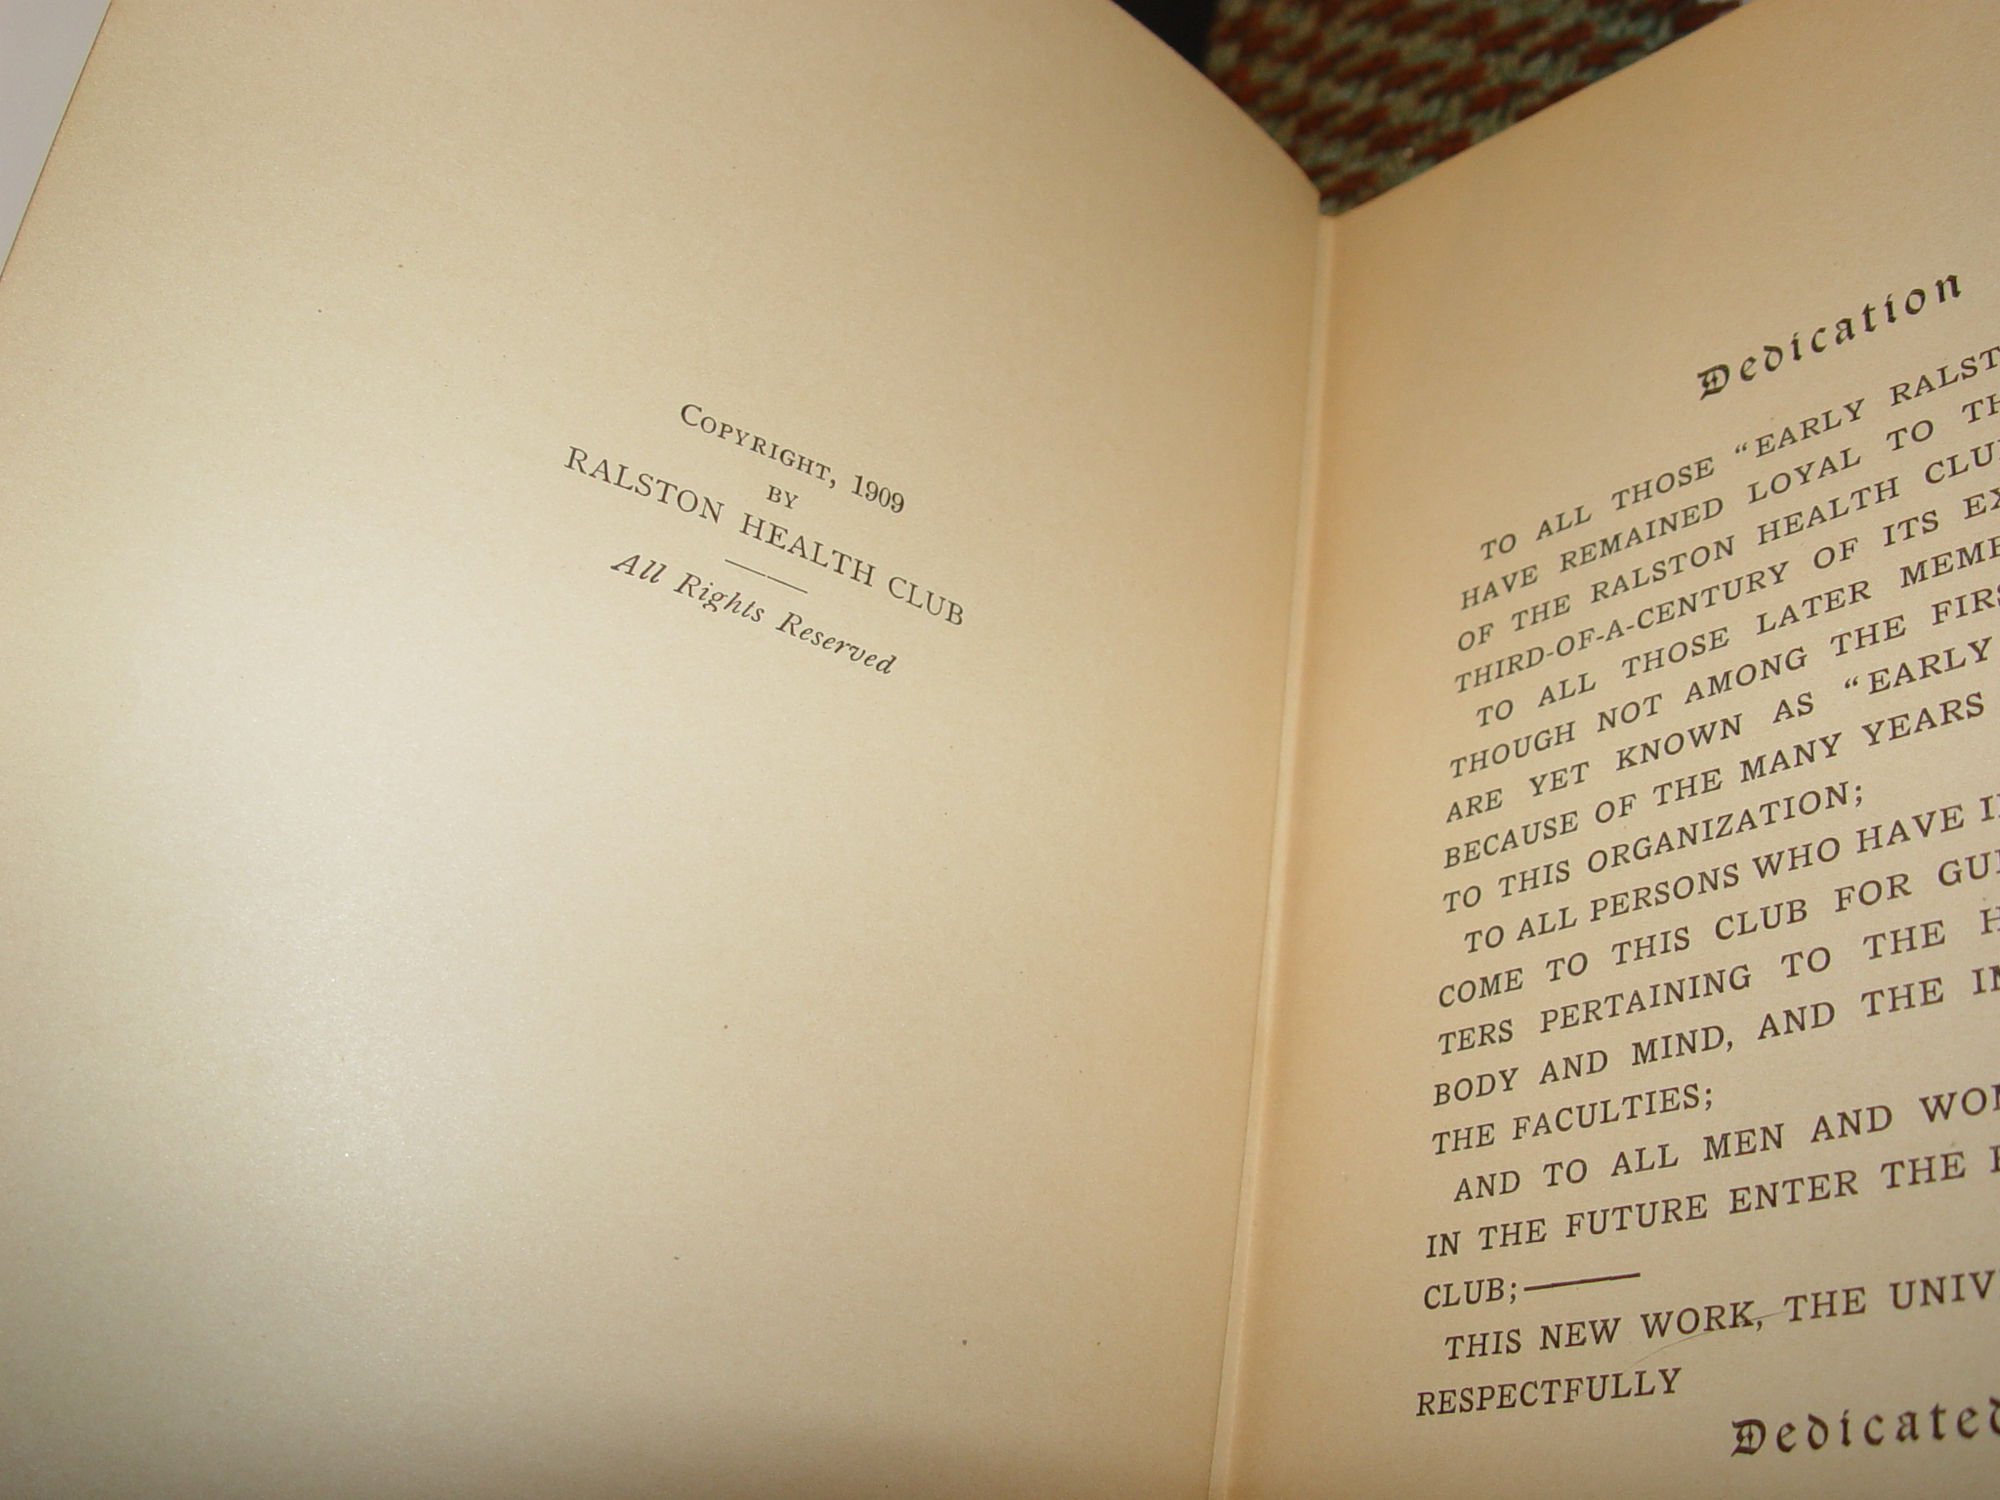 COPYRIGHT, 1909
BY
RALSTON HEALTH CLUB
All Rights Reserved
Dedication
TO ALL THOSE "EARLY
HAVE REMAINED LOYAL TO
OF THE RALSTON HEALTH
THIRD-OF-A-CENTURY OF ITS
TO ALL THOSE LATER
THOUGH NOT AMONG THE
ARE YET KNOWN AS "EARLY
BECAUSE OF THE MANY YEARS
TO THIS ORGANIZATION;
TO ALL PERSONS WHO HAVE
COME TO THIS CLUB FOR
TERS PERTAINING TO THE
BODY AND MIND, AND THE
THE FACULTIES;
AND TO ALL MEN AND
IN THE FUTURE ENTER THE
CLUB;—
THIS NEW WORK, THE
RESPECTFULLY
Dedicated